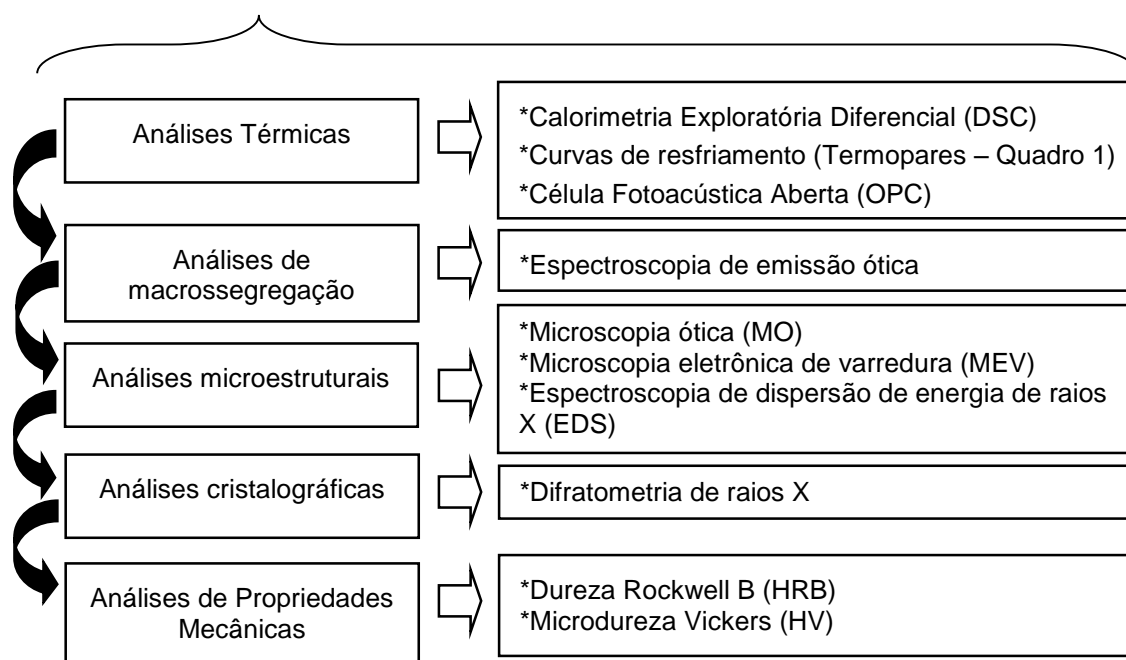 Análises Térmicas
*Calorimetria Exploratória Diferencial (DSC)
*Curvas de resfriamento (Termopares – Quadro 1)
*Célula Fotoacústica Aberta (OPC)
Análises de
macrossegregação
*Espectroscopia de emissão ótica
Análises microestruturais
*Microscopia ótica (MO)
*Microscopia eletrônica de varredura (MEV)
*Espectroscopia de dispersão de energia de raios
X (EDS)
Análises cristalográficas
*Difratometria de raios X
Análises de Propriedades
Mecânicas
*Dureza Rockwell B (HRB)
*Microdureza Vickers (HV)